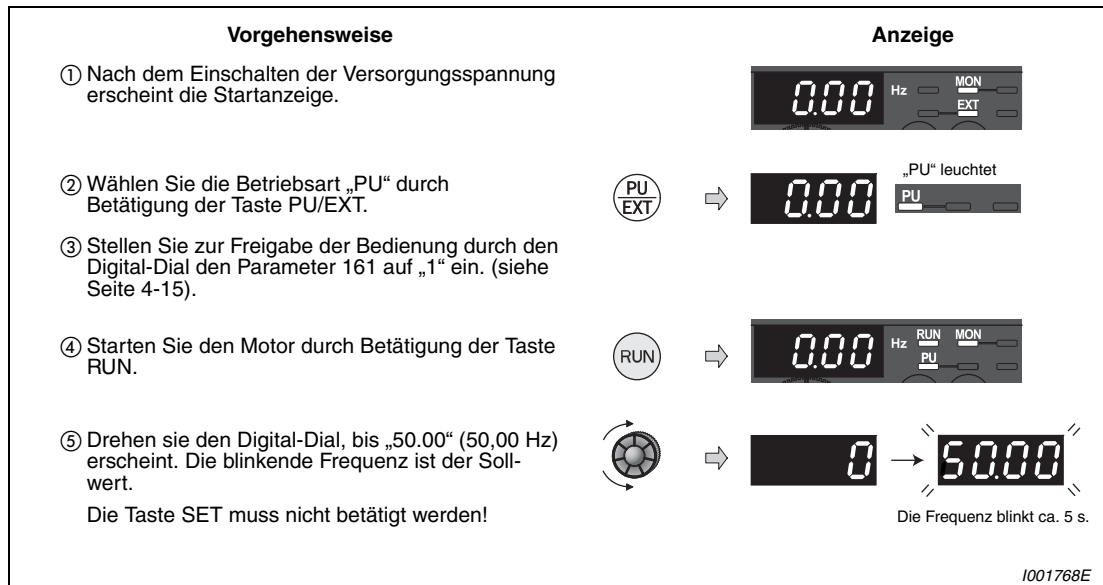 Vorgehensweise
Anzeige
① Nach dem Einschalten der Versorgungsspannung
erscheint die Startanzeige.
0.00 Hz MON
EXT
② Wählen Sie die Betriebsart „PU“ durch
Betätigung der Taste PU/EXT.
PU
EXT
0.00
„PU“ leuchtet
PU
③ Stellen Sie zur Freigabe der Bedienung durch den
Digital-Dial den Parameter 161 auf „1“ ein. (siehe
Seite 4-15).
④ Starten Sie den Motor durch Betätigung der Taste
RUN.
RUN
0.00 Hz RUN MON
PU
⑤ Drehen sie den Digital-Dial, bis „50.00“ (50,00 Hz)
erscheint. Die blinkende Frequenz ist der Soll-
wert.
Die Taste SET muss nicht betätigt werden!
0 → 50.00
Die Frequenz blinkt ca. 5 s.
I001768E